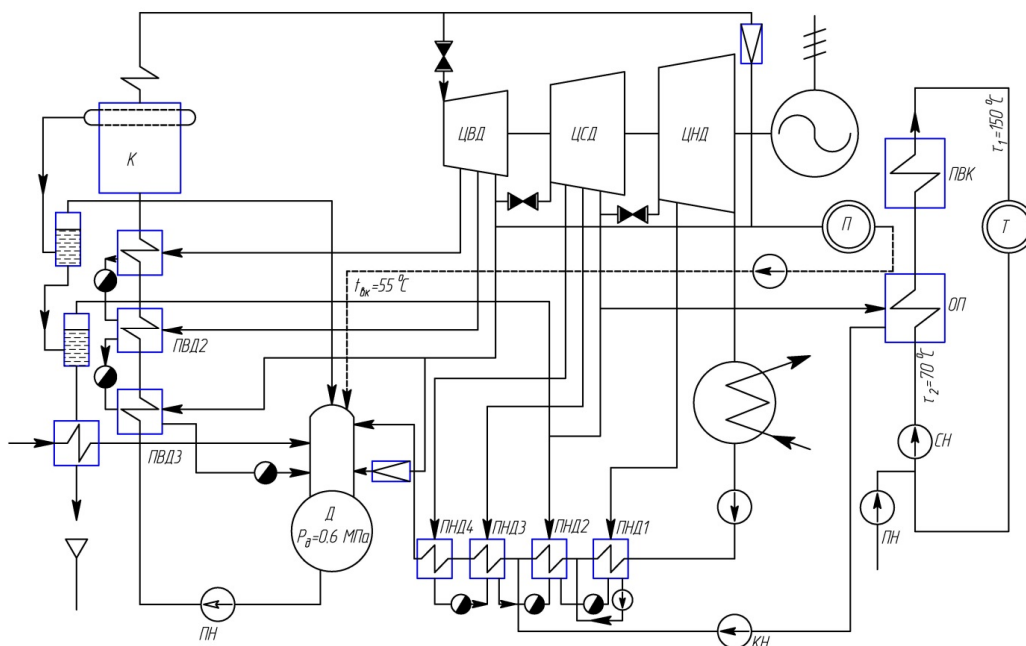 К
ЦВД
ЦСД
ЦНД
ПВК
τ₁=150 °С
П
Т
tвк=55 °С
ОП
ПВД2
τ₂=70 °С
СН
ПВД3
Д
Pд=0.6 МПа
ПНД4
ПНД3
ПНД2
ПНД1
ПН
ПН
КН